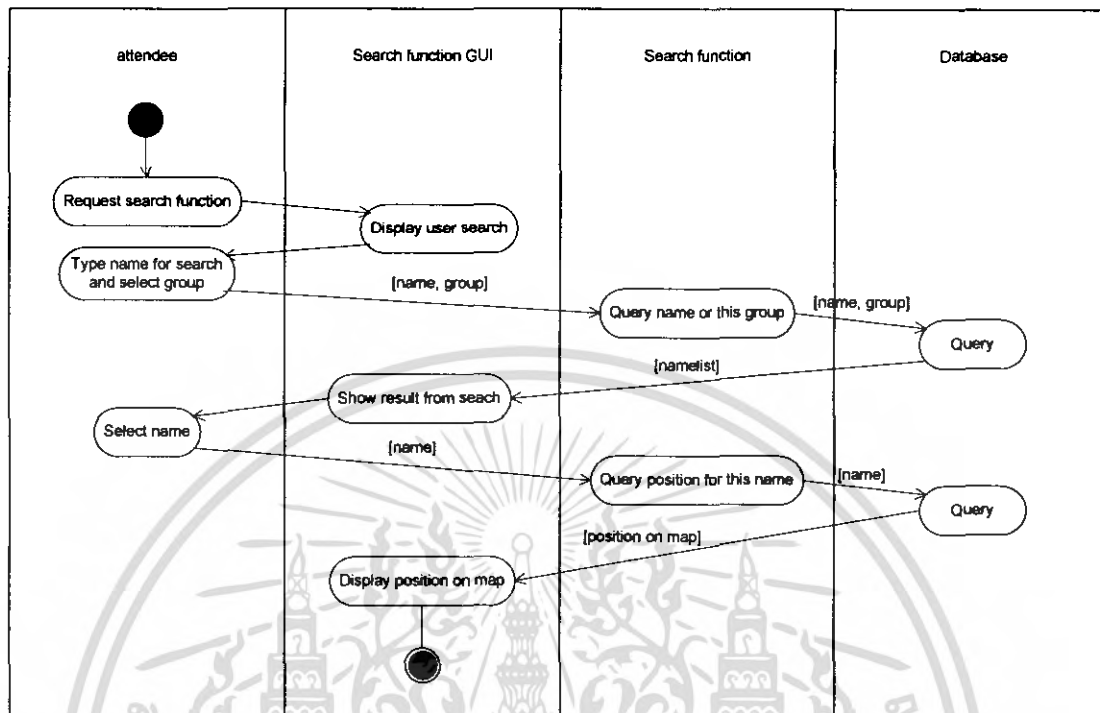 attendee
Search function GUI
Search function
Database
Request search function
Display user search
Type name for search
and select group
[name, group]
Query name or this group
[name, group]
Query
[namelist]
Show result from seach
Select name
[name]
Query position for this name
[name]
Query
[position on map]
Display position on map